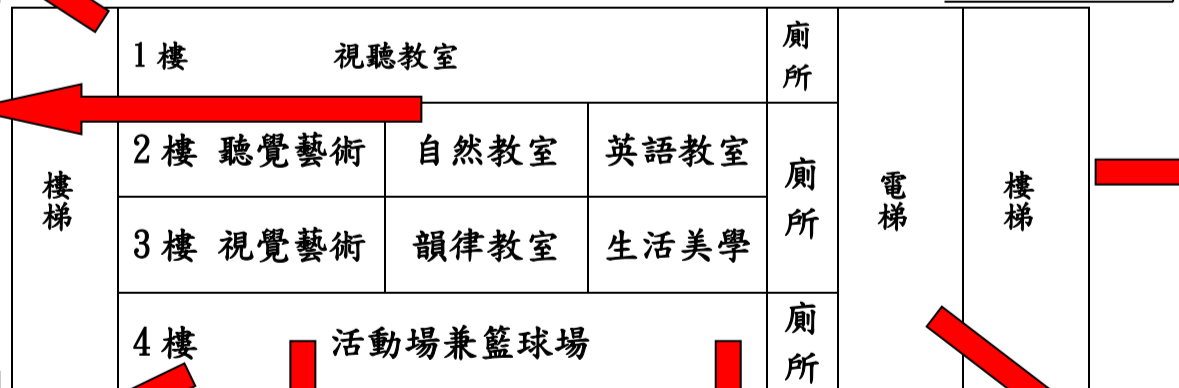 1樓 視聽教室
廁所
2樓 聽覺藝術 自然教室 英語教室
3樓 視覺藝術 韻律教室 生活美學
廁所
4樓 活動場兼籃球場
廁所
樓梯
電梯
樓梯